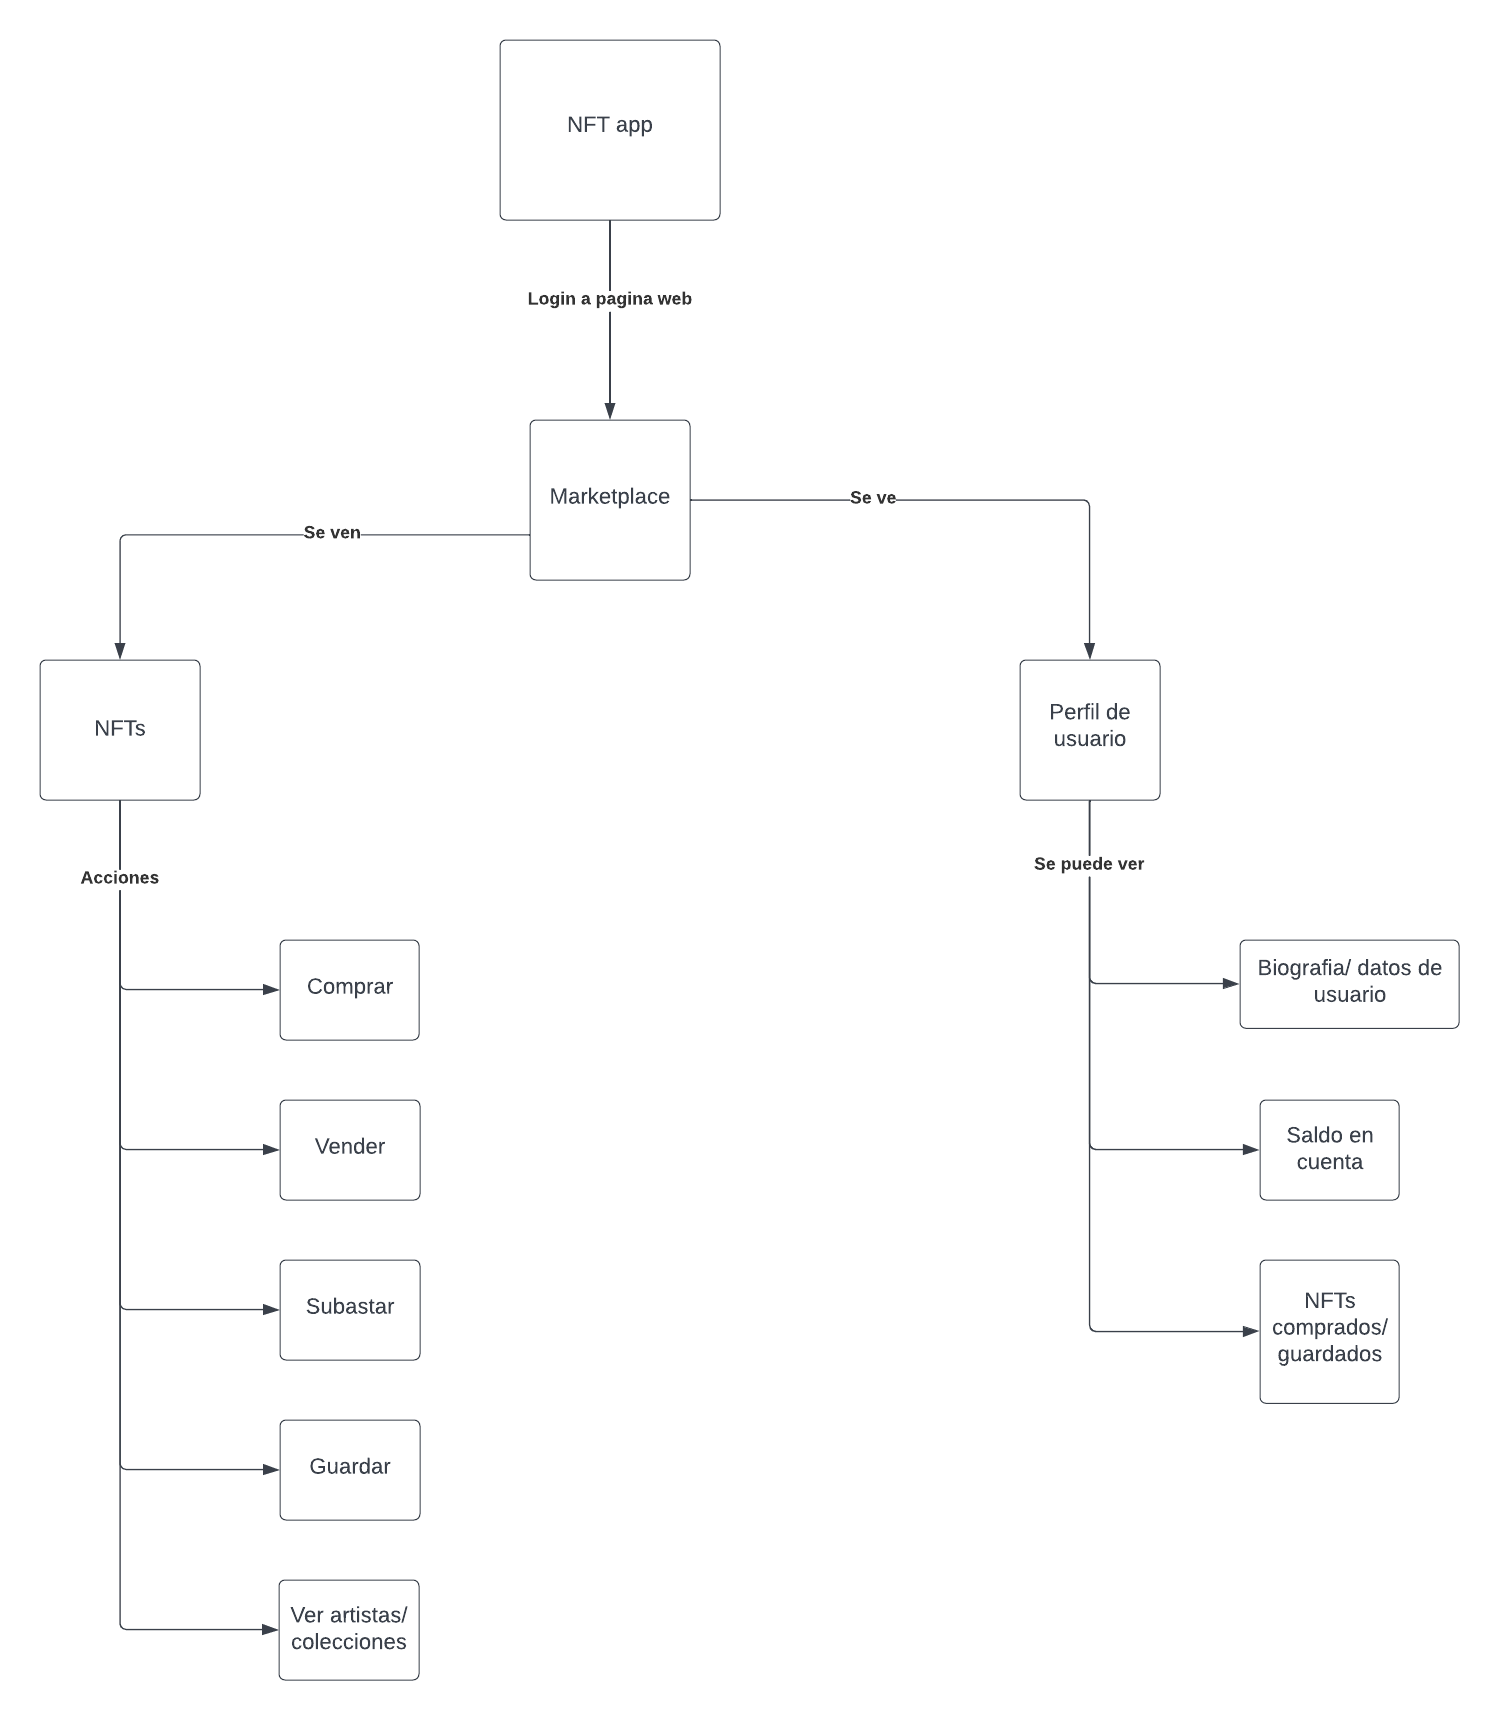 NFT app
Login a pagina web
Marketplace
Se ve
Se ven
NFTs
Perfil de
usuario
Acciones
Se puede ver
Comprar
Biografia/ datos de
usuario
Vender
Saldo en
cuenta
Subastar
NFTs
comprados/
guardados
Guardar
Ver artistas/
colecciones